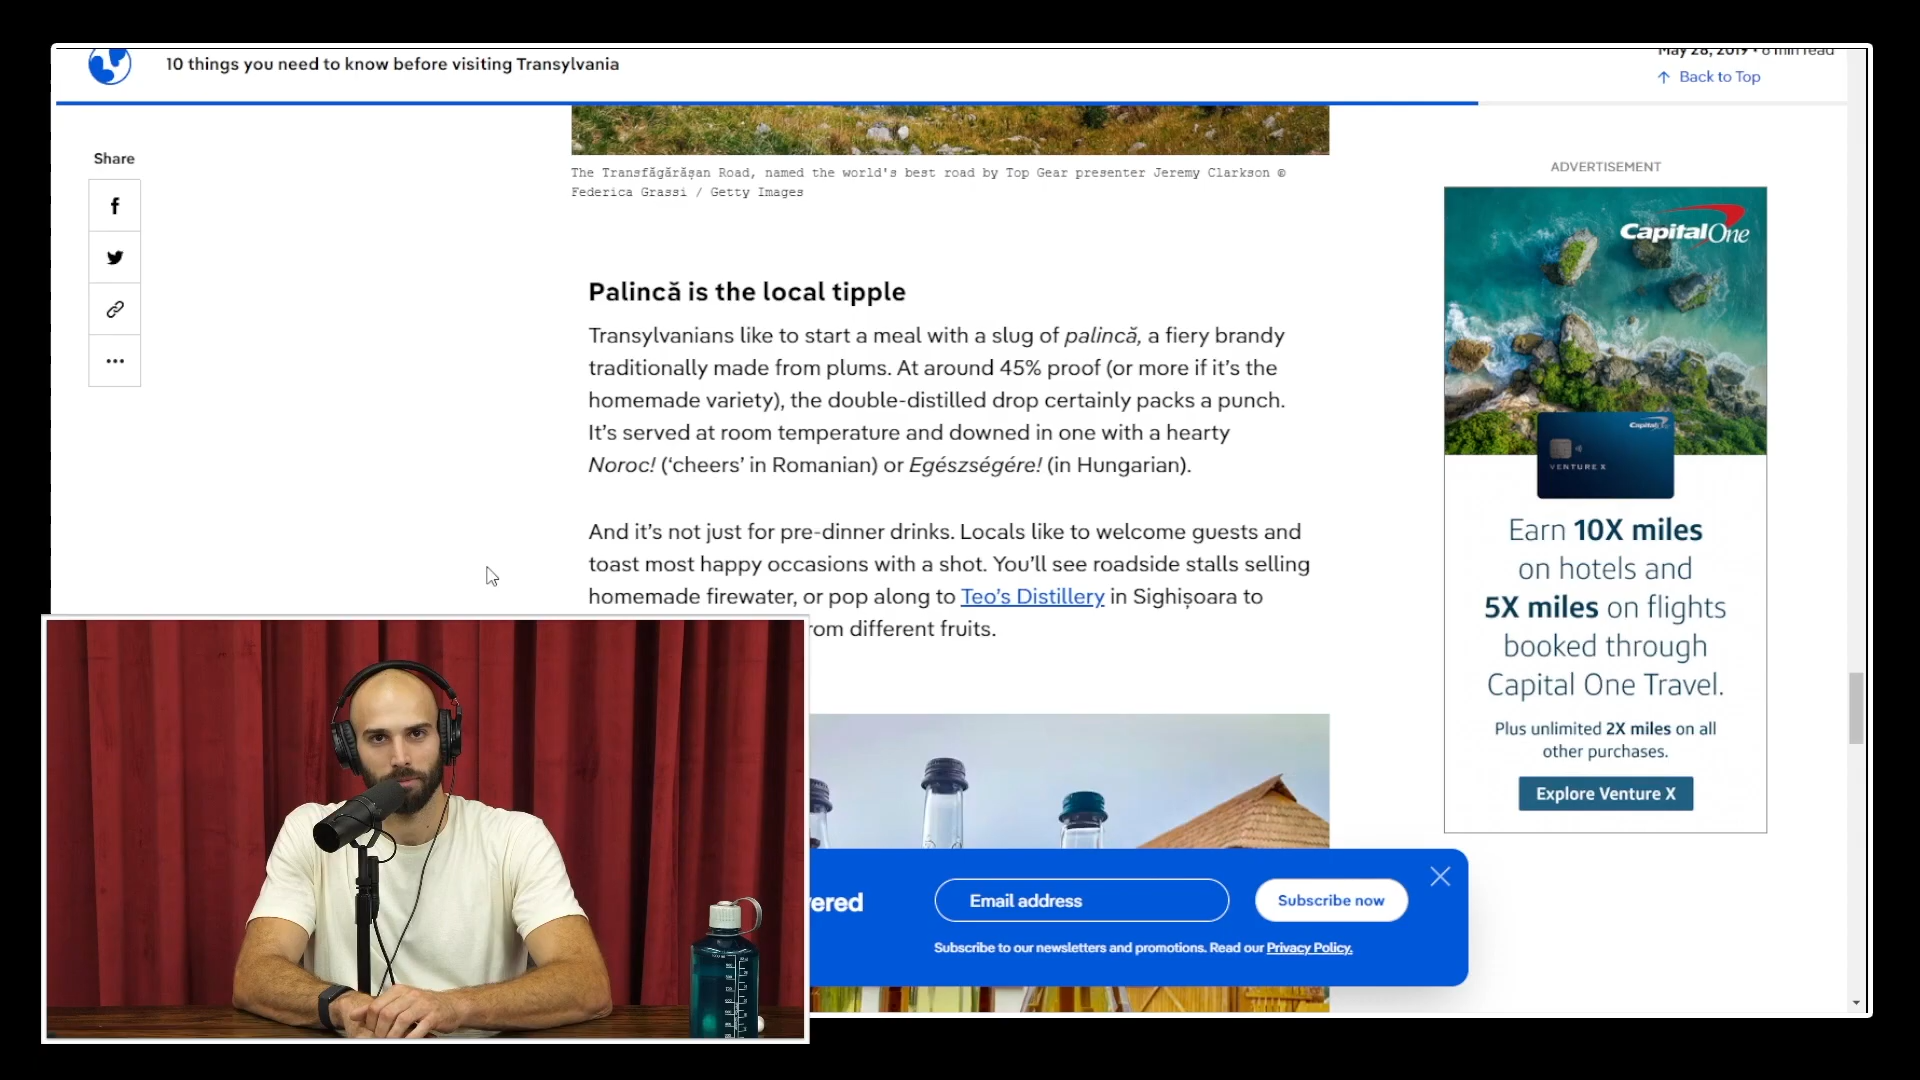 10 things you need to know before visiting Transylvania
May 28, 2019 • 6 min read
Back to Top
Share
The Transfăgărășan Road, named the world's best road by Top Gear presenter Jeremy Clarkson ©
Federica Grassi / Getty Images
Palincă is the local tipple
Transylvanians like to start a meal with a slug of palincă, a fiery brandy
traditionally made from plums. At around 45% proof (or more if it’s the
homemade variety), the double-distilled drop certainly packs a punch.
It’s served at room temperature and downed in one with a hearty
Noroc! (‘cheers’ in Romanian) or Egészségére! (in Hungarian).
And it’s not just for pre-dinner drinks. Locals like to welcome guests and
toast most happy occasions with a shot. You’ll see roadside stalls selling
homemade firewater, or pop along to Teo’s Distillery in Sighișoara to
rom different fruits.
ADVERTISEMENT
Capital One
Capital One
VENTURE X
Earn 10X miles
on hotels and
5X miles on flights
booked through
Capital One Travel.
Plus unlimited 2X miles on all
other purchases.
Explore Venture X
ered
Email address
Subscribe now
Subscribe to our newsletters and promotions. Read our Privacy Policy.